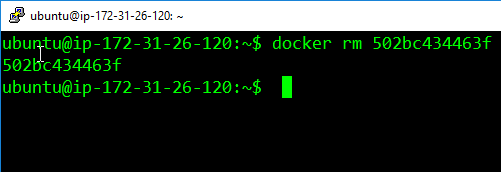 ubuntu@ip-172-31-26-120: ~
ubuntu@ip-172-31-26-120:~$ docker rm 502bc434463f
502bc434463f
ubuntu@ip-172-31-26-120:~$